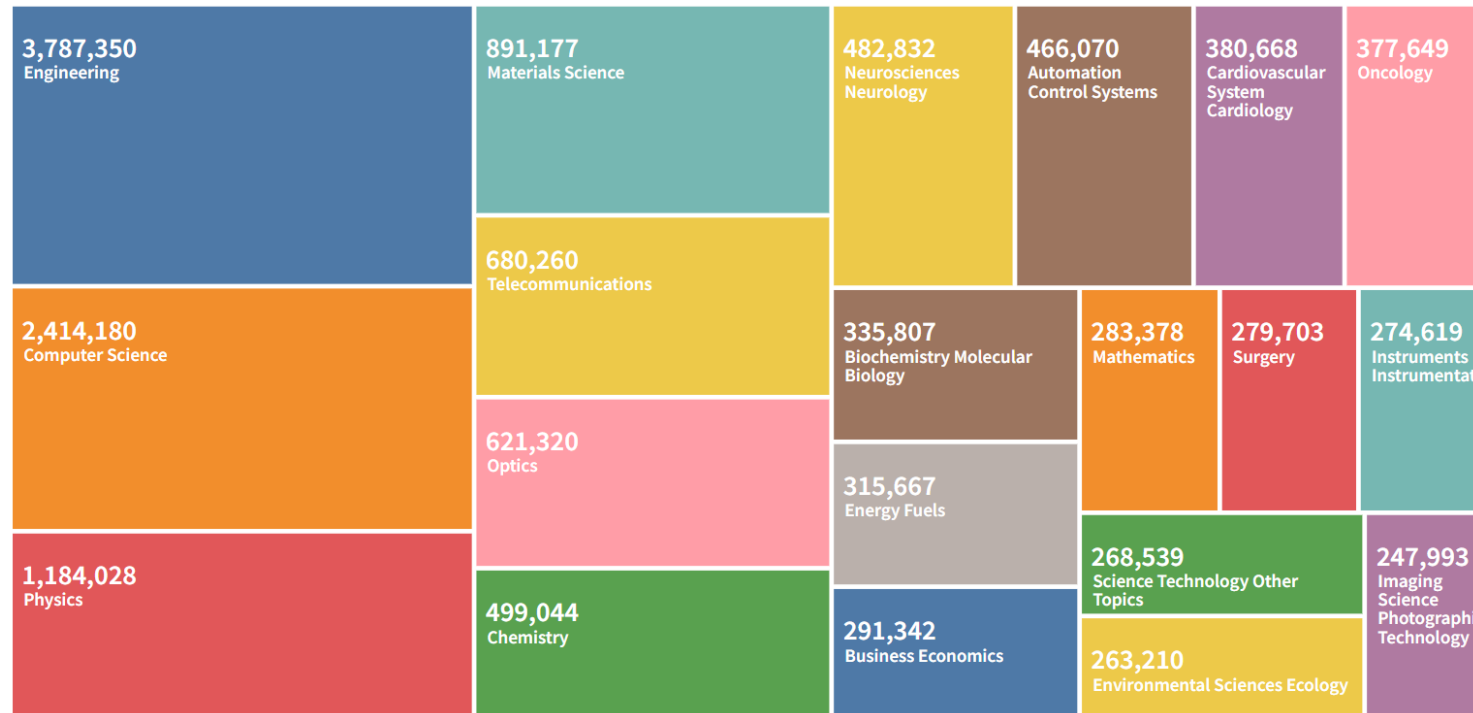 3,787,350
Engineering
2,414,180
Computer Science
1,184,028
Physics
891,177
Materials Science
680,260
Telecommunications
621,320
Optics
499,044
Chemistry
482,832
Neurosciences
Neurology
466,070
Automation
Control Systems
380,668
Cardiovascular
System
Cardiology
377,649
Oncology
335,807
Biochemistry Molecular
Biology
315,667
Energy Fuels
291,342
Business Economics
283,378
Mathematics
279,703
Surgery
274,619
Instruments
Instrumentat
268,539
Science Technology Other
Topics
263,210
Environmental Sciences Ecology
247,993
Imaging
Science
Photographi
Technology